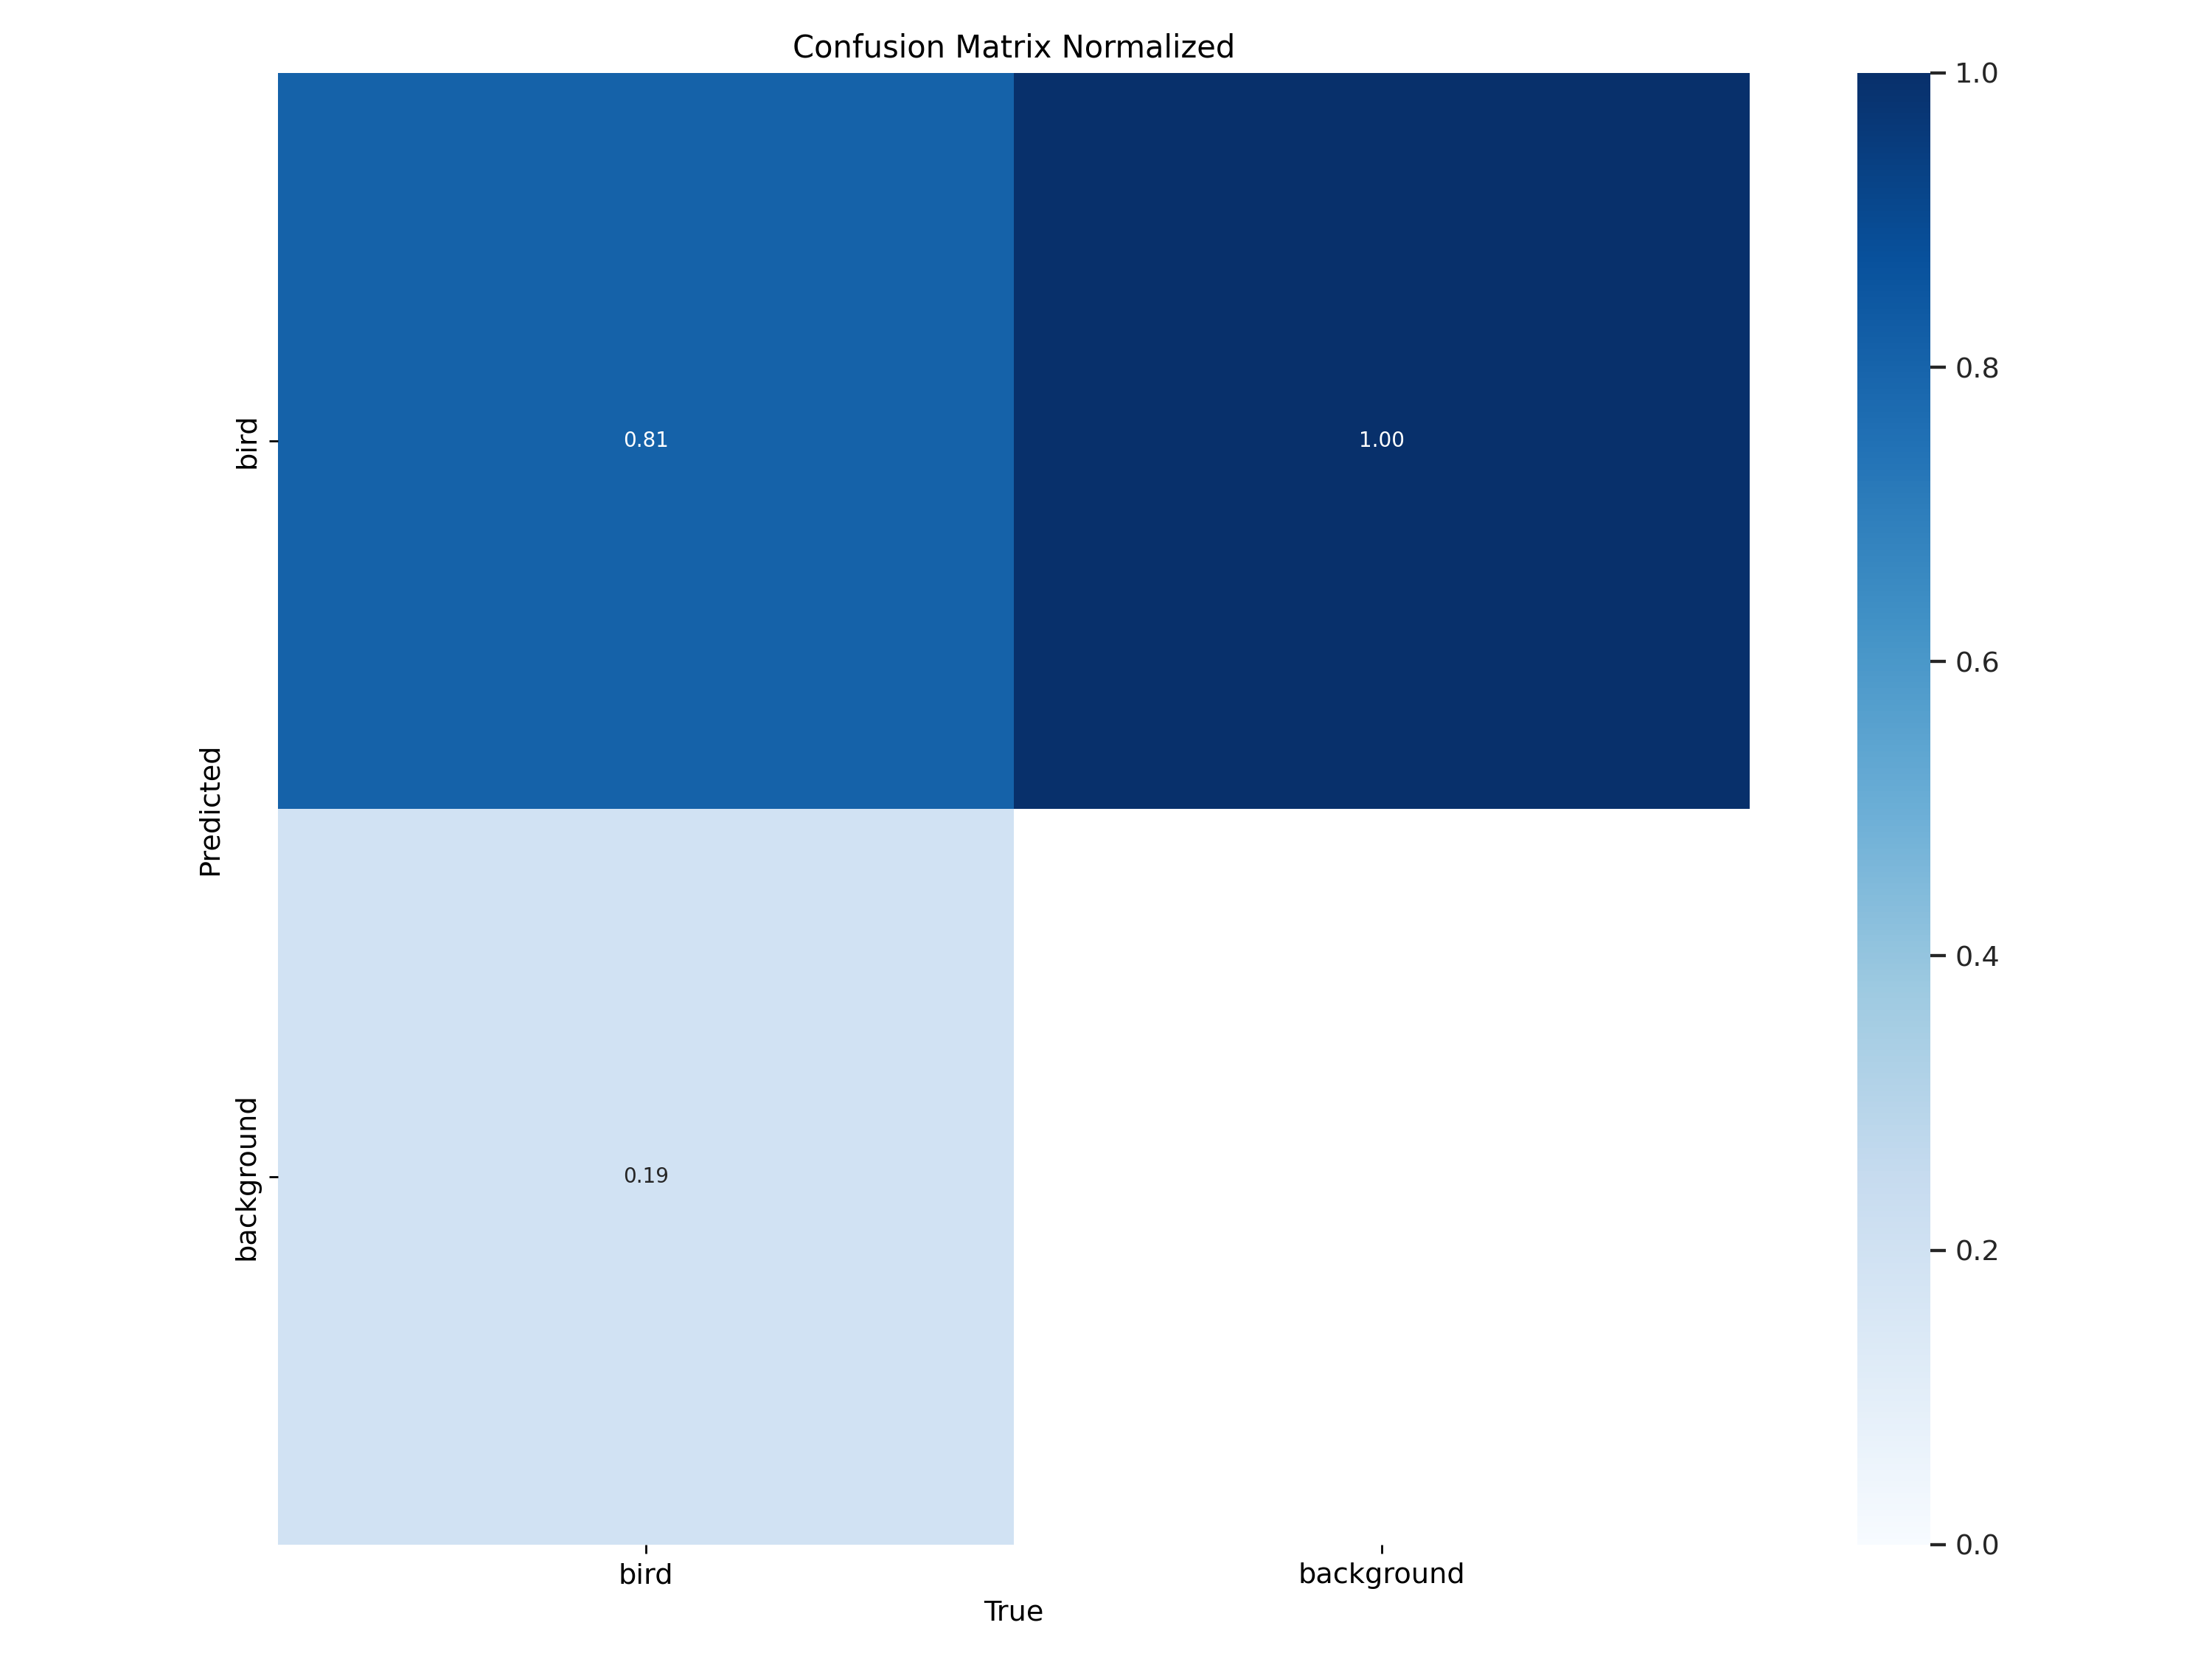 Confusion Matrix Normalized
Predicted
bird
background
0.81
1.00
0.19
bird
background
True
1.0
0.8
0.6
0.4
0.2
0.0